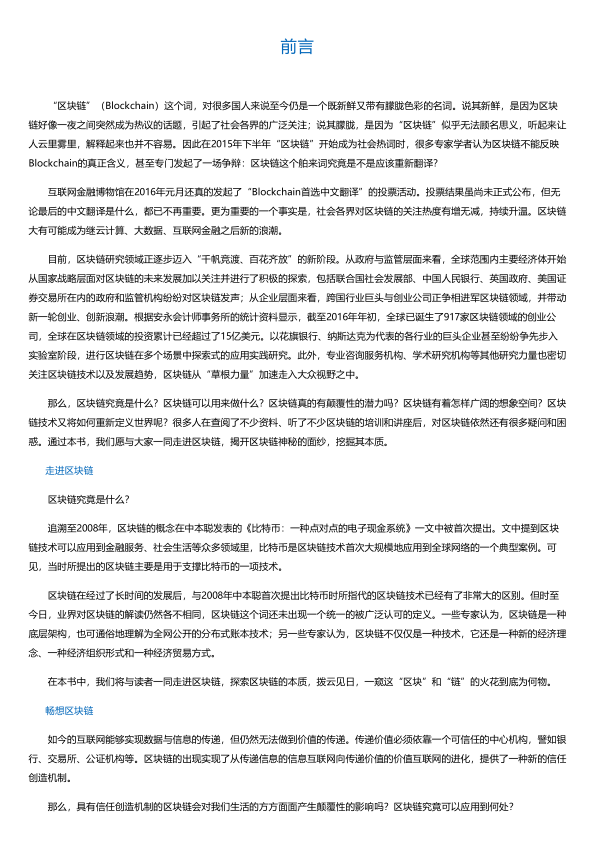 前言
“区块链”（Blockchain）这个词，对很多国人来说至今仍是一个既新鲜又带有朦胧色彩的名词。说其新鲜，是因为区块
链好像一夜之间突然成为热议的话题，引起了社会各界的广泛关注；说其朦胧，是因为“区块链”似乎无法顾名思义，听起来让
人云里雾里，解释起来也并不容易。因此在2015年下半年“区块链”开始成为社会热词时，很多专家学者认为区块链不能反映
Blockchain的真正含义，甚至专门发起了一场争辩：区块链这个舶来词究竟是不是应该重新翻译？
互联网金融博物馆在2016年元月还真的发起了“Blockchain首选中文翻译”的投票活动。投票结果虽尚未正式公布，但无
论最后的中文翻译是什么，都已不再重要。更为重要的一个事实是，社会各界对区块链的关注热度有增无减，持续升温。区块链
大有可能成为继云计算、大数据、互联网金融之后新的浪潮。
目前，区块链研究领域正逐步迈入“千帆竞渡、百花齐放”的新阶段。从政府与监管层面来看，全球范围内主要经济体开始
从国家战略层面对区块链的未来发展加以关注并进行了积极的探索，包括联合国社会发展部、中国人民银行、英国政府、美国证
券交易所在内的政府和监管机构纷纷对区块链发声；从企业层面来看，跨国行业巨头与创业公司正争相进军区块链领域，并带动
新一轮创业、创新浪潮。根据安永会计师事务所的统计资料显示，截至2016年年初，全球已诞生了917家区块链领域的创业公
司，全球在区块链领域的投资累计已经超过了15亿美元。以花旗银行、纳斯达克为代表的各行业的巨头企业甚至纷纷争先步入
实验室阶段，进行区块链在多个场景中探索式的应用实践研究。此外，专业咨询服务机构、学术研究机构等其他研究力量也密切
关注区块链技术以及发展趋势，区块链从“草根力量”加速走入大众视野之中。
那么，区块链究竟是什么？区块链可以用来做什么？区块链真的有颠覆性的潜力吗？区块链有着怎样广阔的想象空间？区块
链技术又将如何重新定义世界呢？很多人在查阅了不少资料、听了不少区块链的培训和讲座后，对区块链依然还有很多疑问和困
惑。通过本书，我们愿与大家一同走进区块链，揭开区块链神秘的面纱，挖掘其本质。
走进区块链
区块链究竟是什么？
追溯至2008年，区块链的概念在中本聪发表的《比特币：一种点对点的电子现金系统》一文中被首次提出。文中提到区块
链技术可以应用到金融服务、社会生活等众多领域里，比特币是区块链技术首次大规模地应用到全球网络的一个典型案例。可
见，当时所提出的区块链主要是用于支撑比特币的一项技术。
区块链在经过了长时间的发展后，与2008年中本聪首次提出比特币时所指代的区块链技术已经有了非常大的区别。但时至
今日，业界对区块链的解读仍然各不相同，区块链这个词还未出现一个统一的被广泛认可的定义。一些专家认为，区块链是一种
底层架构，也可通俗地理解为全网公开的分布式账本技术；另一些专家认为，区块链不仅仅是一种技术，它还是一种新的经济理
念、一种经济组织形式和一种经济贸易方式。
在本书中，我们将与读者一同走进区块链，探索区块链的本质，拨云见日，一窥这“区块”和“链”的火花到底为何物。
畅想区块链
如今的互联网能够实现数据与信息的传递，但仍然无法做到价值的传递。传递价值必须依靠一个可信任的中心机构，譬如银
行、交易所、公证机构等。区块链的出现实现了从传递信息的信息互联网向传递价值的价值互联网的进化，提供了一种新的信任
创造机制。
那么，具有信任创造机制的区块链会对我们生活的方方面面产生颠覆性的影响吗？区块链究竟可以应用到何处？